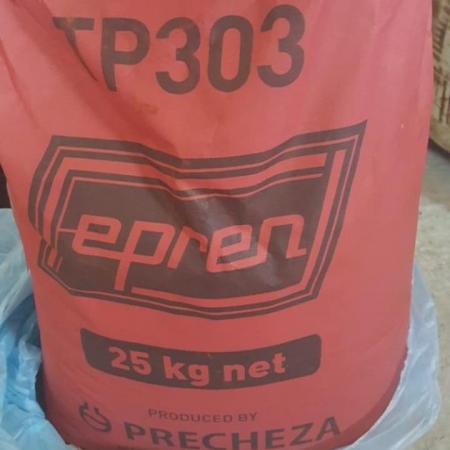 TP303
epren
25 kg net
PRODUCED BY
PRECHEZA